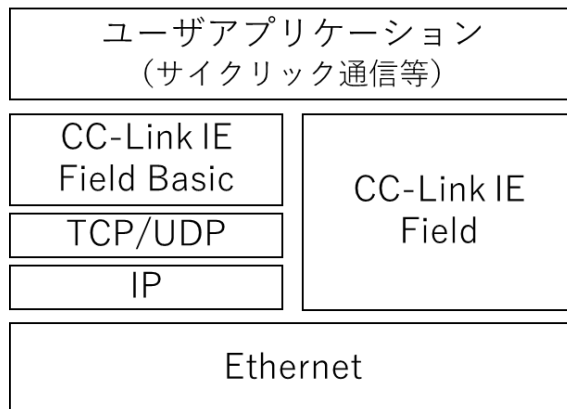 ユーザアプリケーション
（サイクリック通信等）
CC-Link IE
Field Basic
TCP/UDP
IP
CC-Link IE
Field
Ethernet